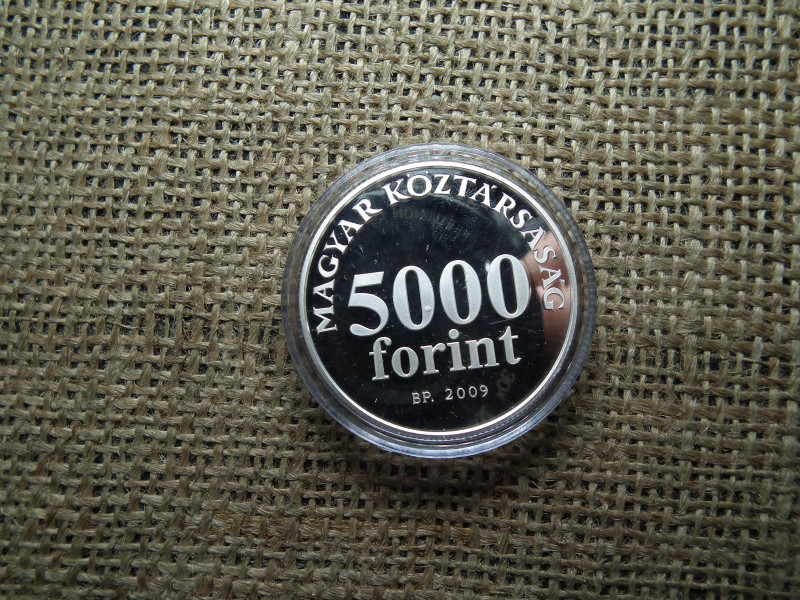 MAGYAR KÖZTÁRSASÁG
5000
forint
BP. 2009